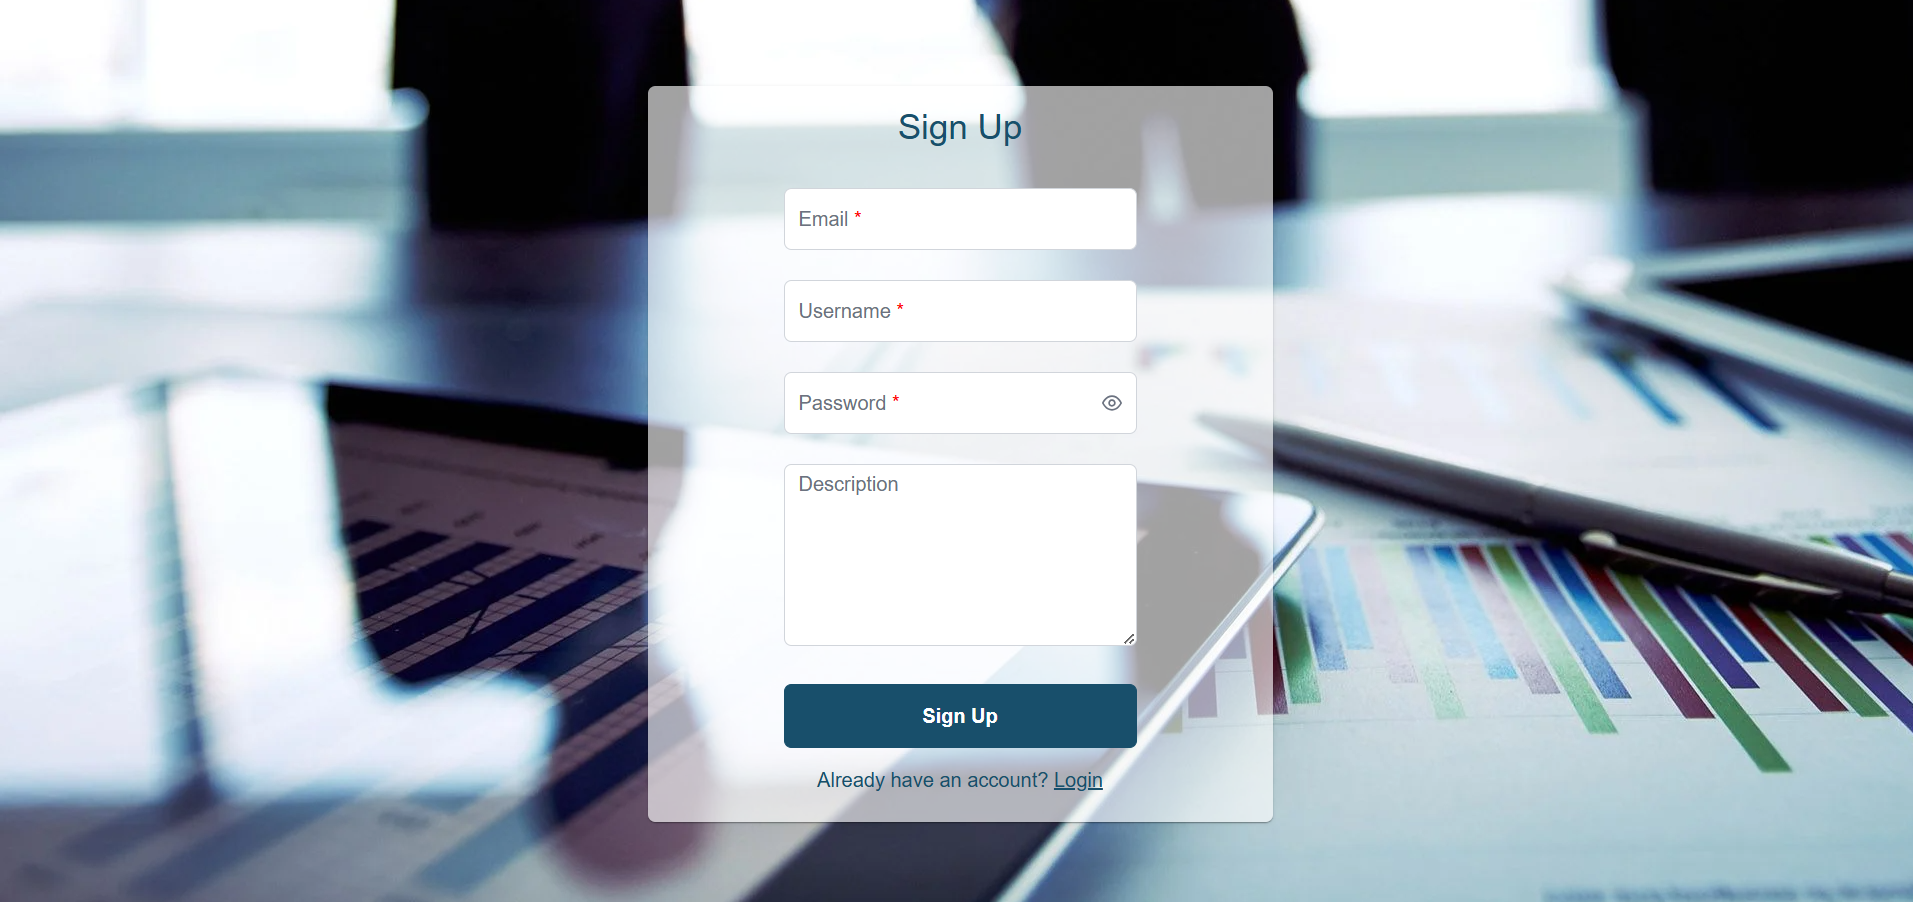 Sign Up
Email *
Username *
Password *
Description
Sign Up
Already have an account? Login